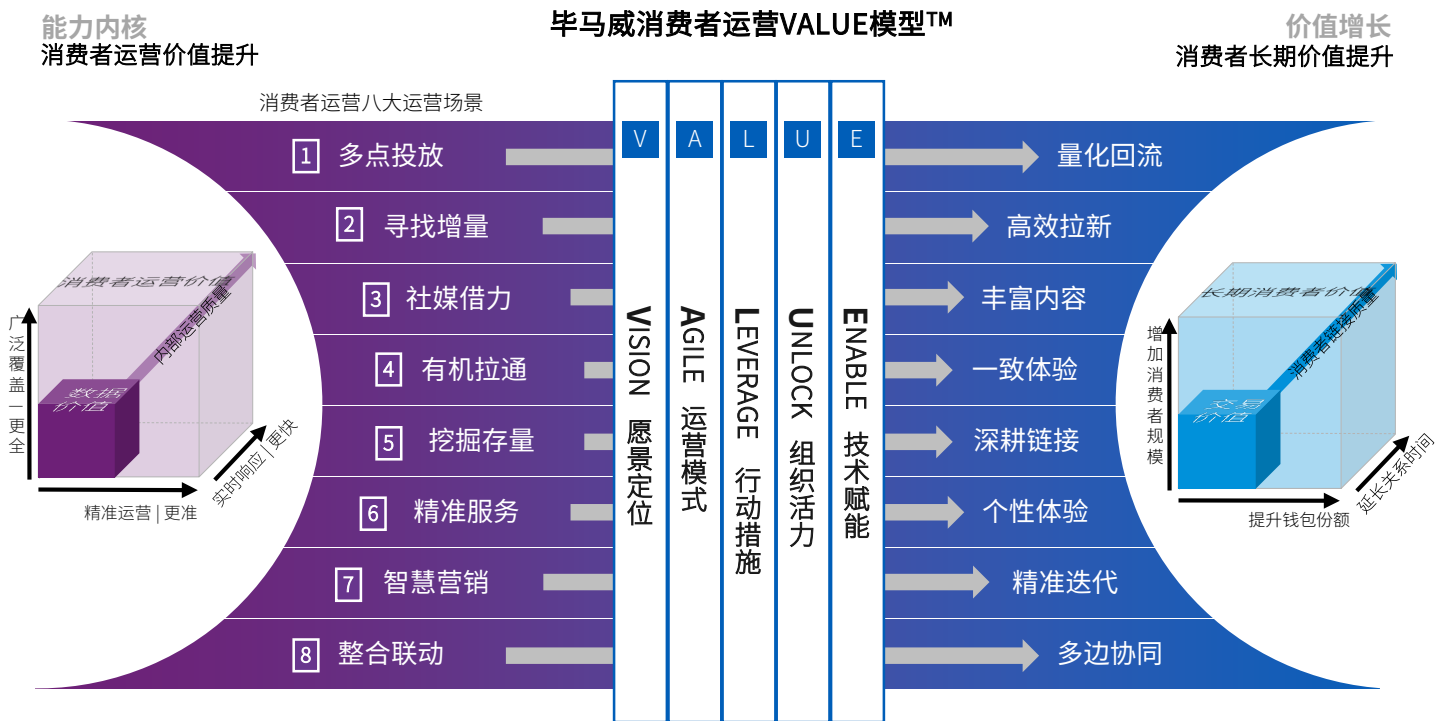 毕马威消费者运营VALUE模型™
能力内核
消费者运营价值提升
价值增长
消费者长期价值提升
消费者运营八大运营场景
1 多点投放
2 寻找增量
3 社媒借力
4 有机拉通
5 挖掘存量
6 精准服务
7 智慧营销
8 整合联动
V
A
L
U
E
VISION 愿景定位
AGILE 运营模式
LEVERAGE 行动措施
UNLOCK 组织活力
ENABLE 技术赋能
量化回流
高效拉新
丰富内容
一致体验
深耕链接
个性体验
精准迭代
多边协同
消费者运营价值
内部运营质量
数据
价值
广泛覆盖—更全
精准运营 | 更准
实时响应 | 更快
长期消费者价值
消费者链接质量
交易
价值
增加消费者规模
提升钱包份额
延长关系时间